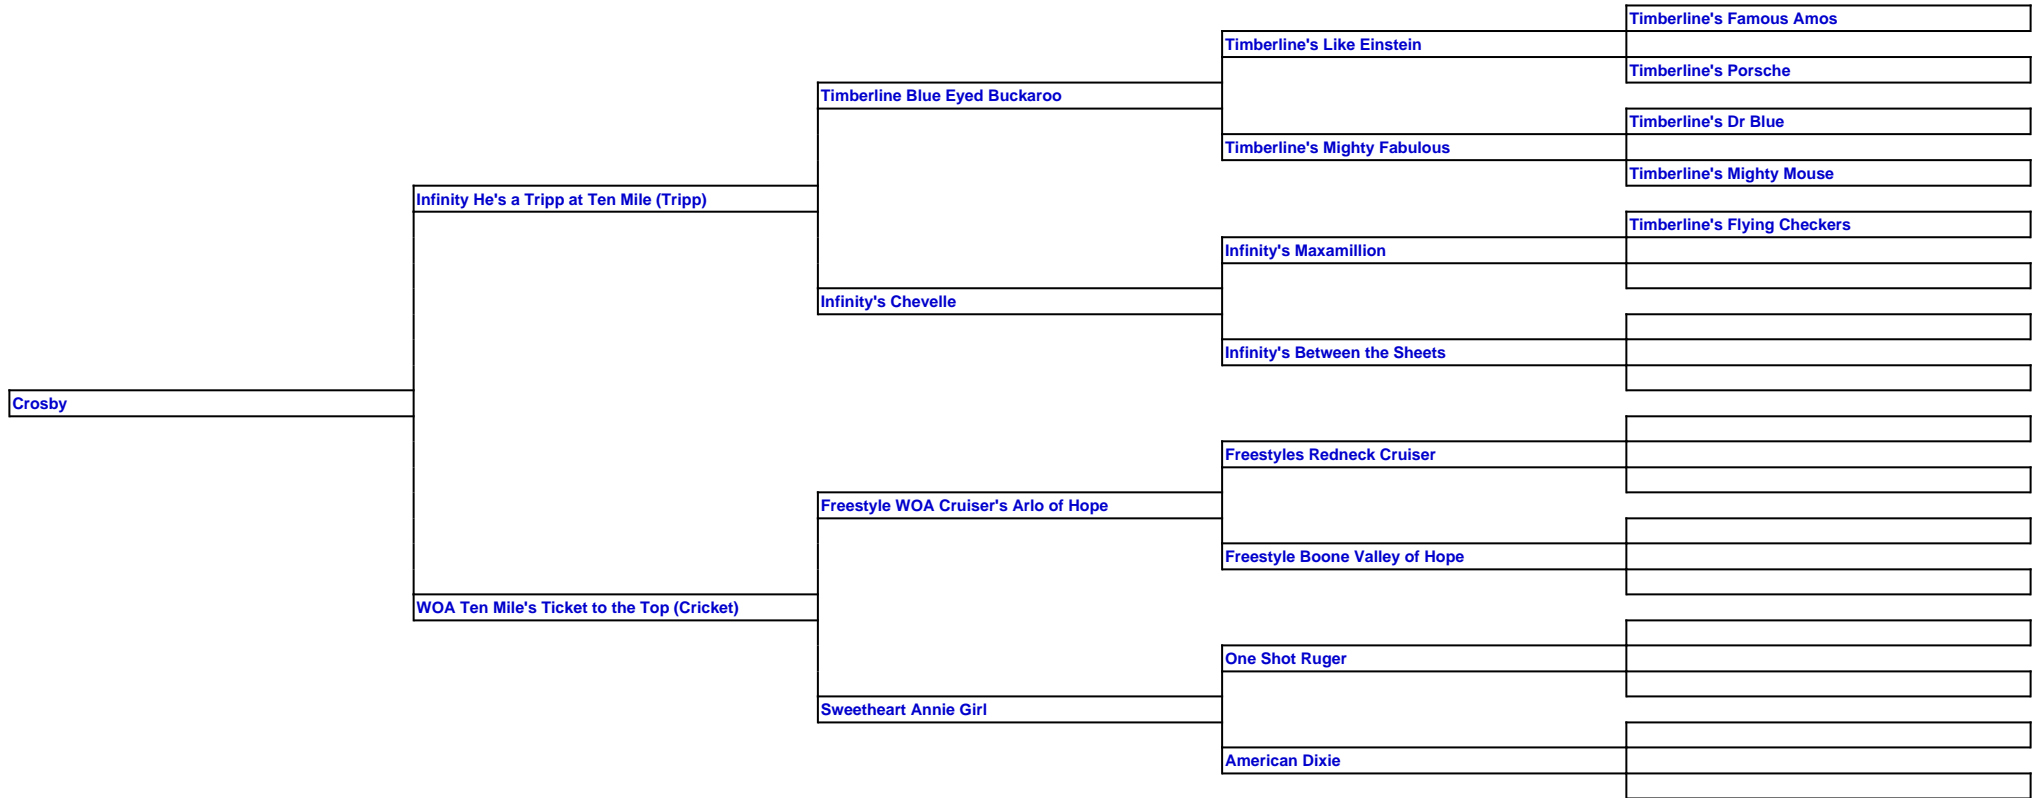 Timberline's Famous Amos
Timberline's Like Einstein
Timberline's Porsche
Timberline Blue Eyed Buckaroo
Timberline's Dr Blue
Timberline's Mighty Fabulous
Timberline's Mighty Mouse
Infinity He's a Tripp at Ten Mile (Tripp)
Timberline's Flying Checkers
Infinity's Maxamillion
Infinity's Chevelle
Infinity's Between the Sheets
Crosby
Freestyles Redneck Cruiser
Freestyle WOA Cruiser's Arlo of Hope
Freestyle Boone Valley of Hope
WOA Ten Mile's Ticket to the Top (Cricket)
One Shot Ruger
Sweetheart Annie Girl
American Dixie